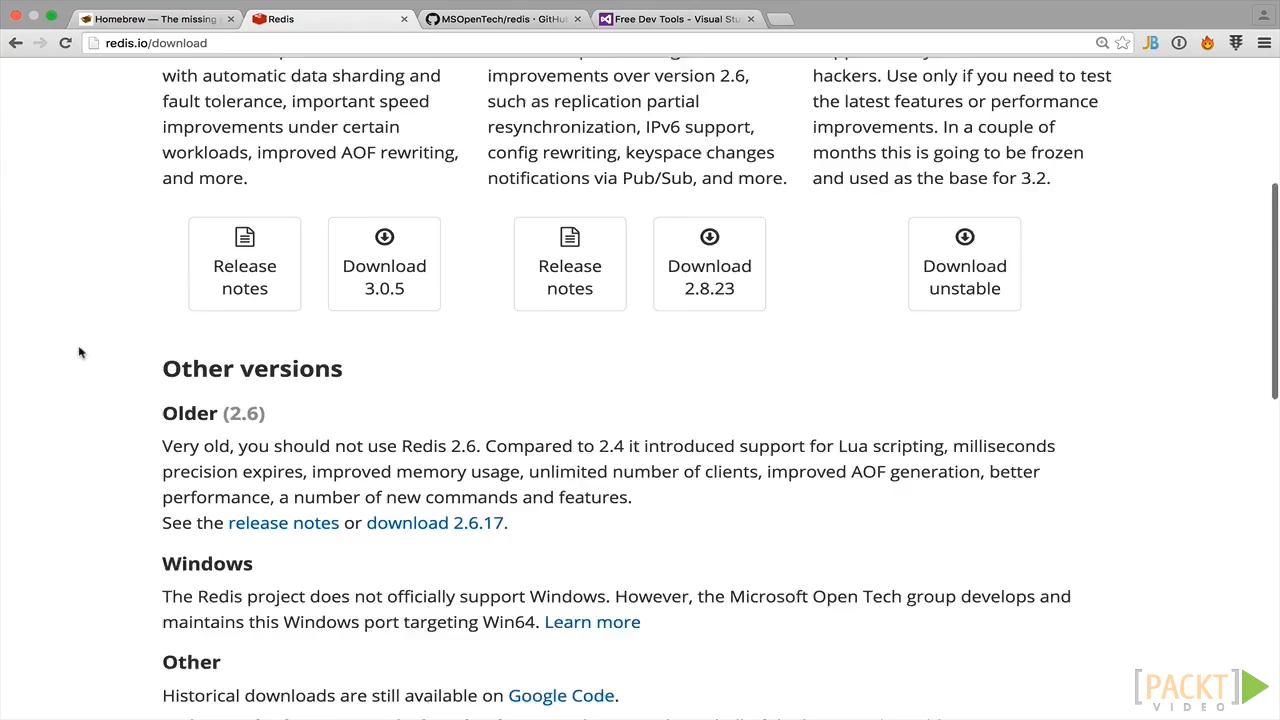 Homebrew — The missing
Redis
MSOpenTech/redis · GitHub
Free Dev Tools - Visual Stu
redis.io/download
JB
with automatic data sharding and
fault tolerance, important speed
improvements under certain
workloads, improved AOF rewriting,
and more.
improvements over version 2.6,
such as replication partial
resynchronization, IPv6 support,
config rewriting, keyspace changes
notifications via Pub/Sub, and more.
hackers. Use only if you need to test
the latest features or performance
improvements. In a couple of
months this is going to be frozen
and used as the base for 3.2.
Release
notes
Download
3.0.5
Release
notes
Download
2.8.23
Download
unstable
Other versions
Older (2.6)
Very old, you should not use Redis 2.6. Compared to 2.4 it introduced support for Lua scripting, milliseconds
precision expires, improved memory usage, unlimited number of clients, improved AOF generation, better
performance, a number of new commands and features.
See the release notes or download 2.6.17.
Windows
The Redis project does not officially support Windows. However, the Microsoft Open Tech group develops and
maintains this Windows port targeting Win64. Learn more
Other
Historical downloads are still available on Google Code.
[PACKT]
VIDEO